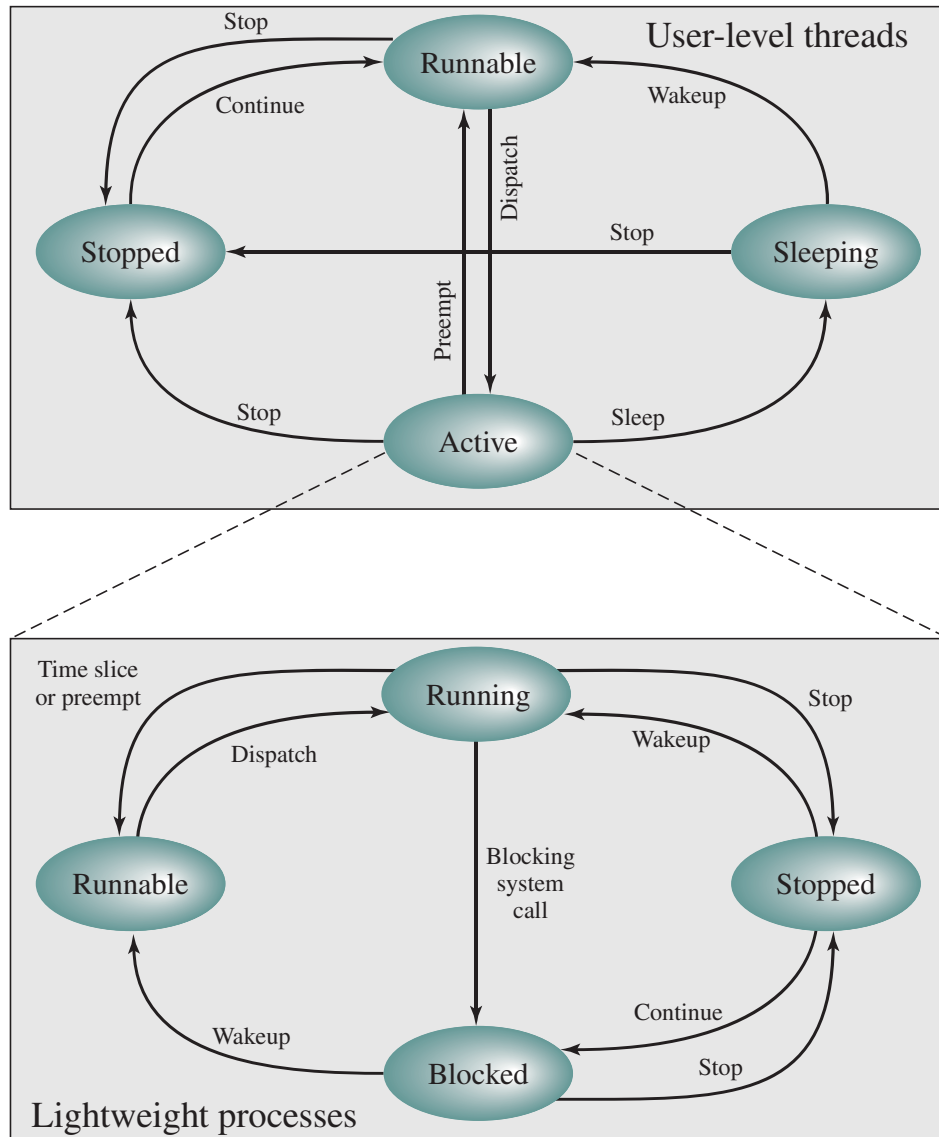 User-level threads
Stop
Runnable
Continue
Wakeup
Dispatch
Stopped
Stop
Sleeping
Preempt
Stop
Sleep
Active
Time slice
or preempt
Running
Stop
Dispatch
Wakeup
Runnable
Blocking
system
call
Stopped
Continue
Wakeup
Stop
Blocked
Lightweight processes